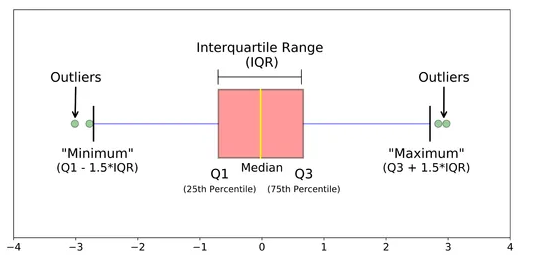 Interquartile Range
(IQR)
Outliers
Outliers
"Minimum"
(Q1 - 1.5*IQR)
"Maximum"
(Q3 + 1.5*IQR)
Median
Q1
Q3
(25th Percentile)
(75th Percentile)
−4
−3
−2
−1
0
1
2
3
4